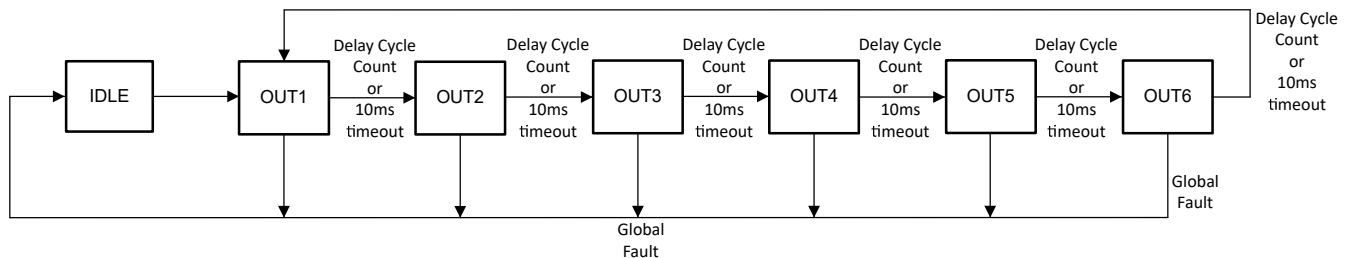 Delay Cycle
Count
or
10ms
timeout
Delay Cycle
Count
or
10ms
timeout
Delay Cycle
Count
or
10ms
timeout
Delay Cycle
Count
or
10ms
timeout
Delay Cycle
Count
or
10ms
timeout
Delay Cycle
Count
or
10ms
timeout
IDLE
OUT1
OUT2
OUT3
OUT4
OUT5
OUT6
Global
Fault
Global
Fault